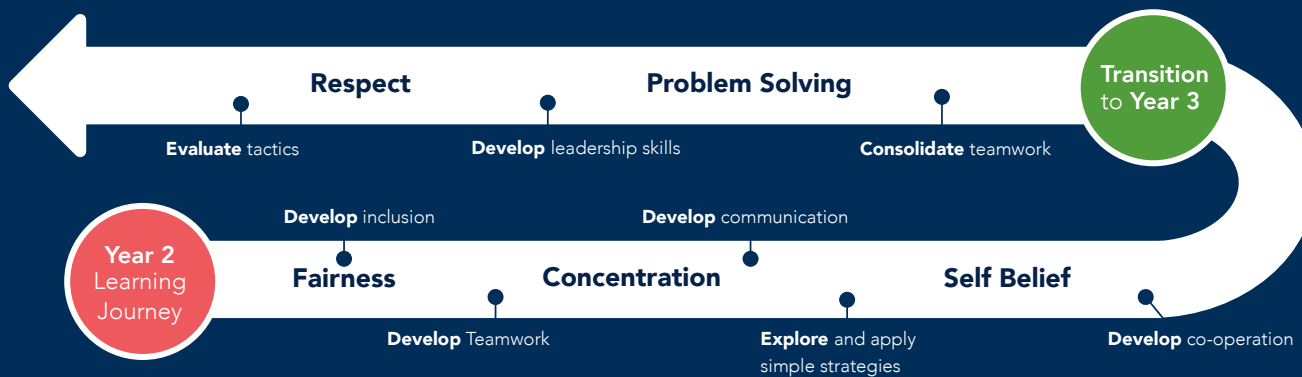 Respect
Problem Solving
Transition
to Year 3
Evaluate tactics
Develop leadership skills
Consolidate teamwork
Develop inclusion
Develop communication
Year 2
Learning
Journey
Fairness
Concentration
Self Belief
Develop Teamwork
Explore and apply
simple strategies
Develop co-operation